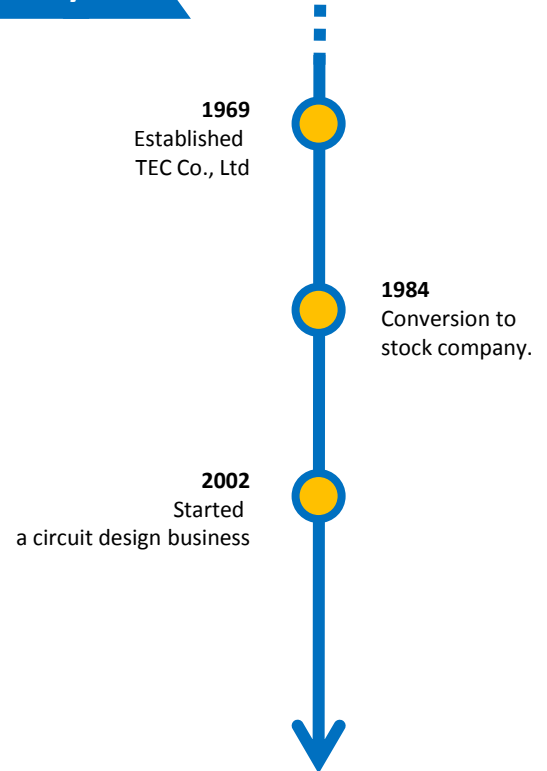 1969
Established
TEC Co., Ltd
1984
Conversion to
stock company.
2002
Started
a circuit design business